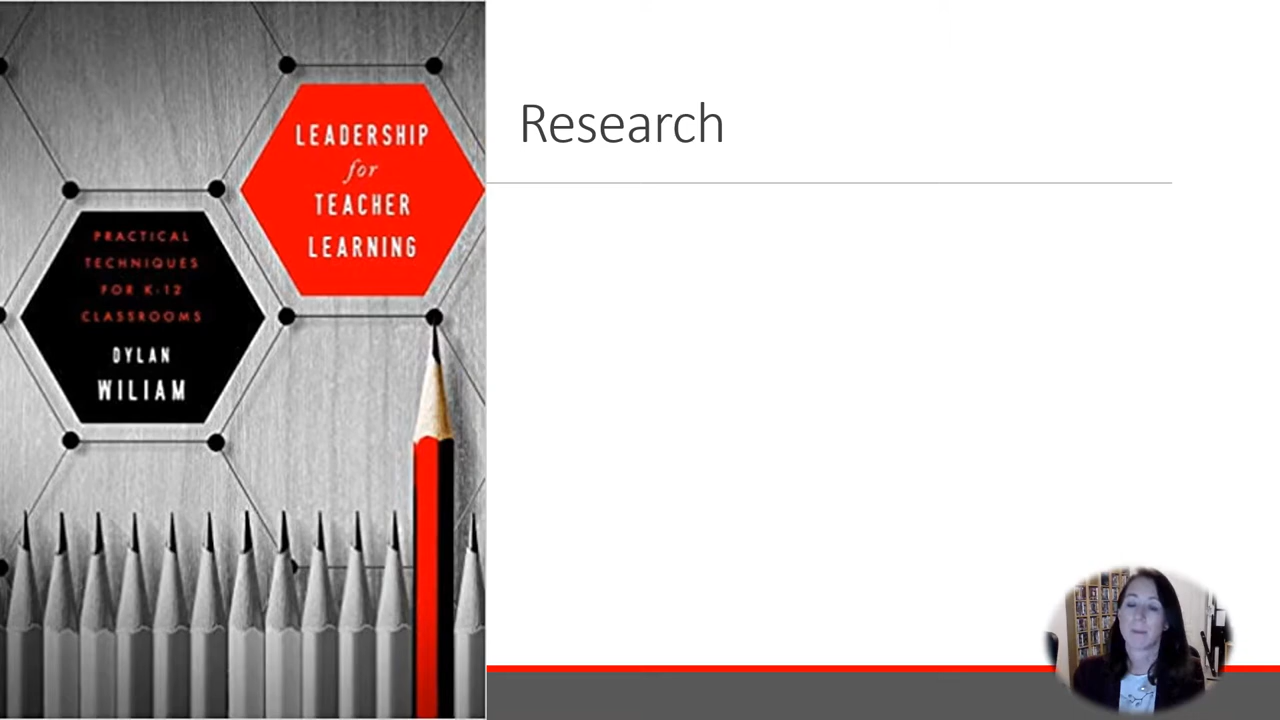 LEADERSHIP
for
TEACHER
LEARNING
PRACTICAL
TECHNIQUES
FOR K-12
CLASSROOMS
DYLAN
WILIAM
Research